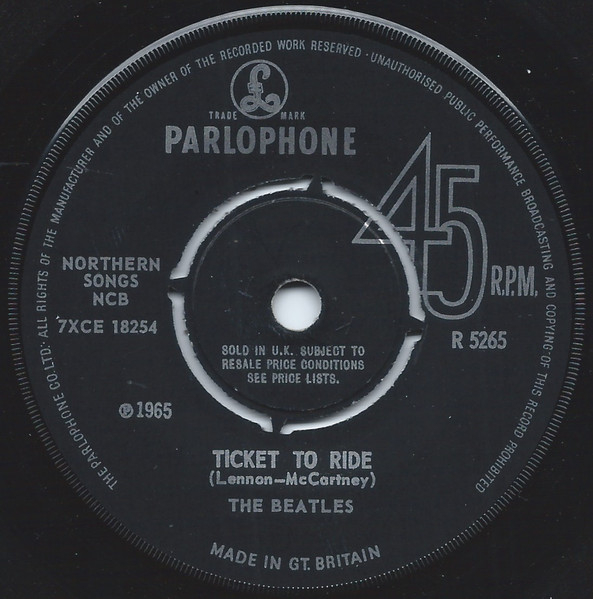 THE PARLOPHONE CO.LTD. ALL RIGHTS OF THE MANUFACTURER AND OF THE OWNER OF THE RECORDED WORK RESERVED · UNAUTHORISED PUBLIC PERFORMANCE BROADCASTING AND COPYING OF THIS RECORD PROHIBITED
£
TRADE MARK
PARLOPHONE
45
R.P.M.
NORTHERN
SONGS
NCB
7XCE 18254
R 5265
SOLD IN U.K. SUBJECT TO
RESALE PRICE CONDITIONS
SEE PRICE LISTS.
℗ 1965
TICKET TO RIDE
(Lennon–McCartney)
THE BEATLES
MADE IN GT. BRITAIN